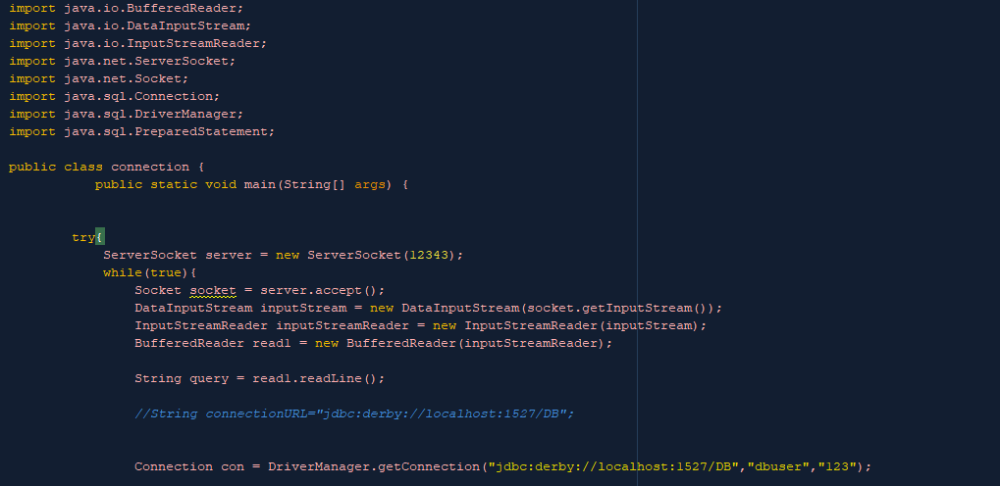 import java.io.BufferedReader;
import java.io.DataInputStream;
import java.io.InputStreamReader;
import java.net.ServerSocket;
import java.net.Socket;
import java.sql.Connection;
import java.sql.DriverManager;
import java.sql.PreparedStatement;
public class connection {
public static void main(String[] args) {
try{
ServerSocket server = new ServerSocket(12343);
while(true){
Socket socket = server.accept();
DataInputStream inputStream = new DataInputStream(socket.getInputStream());
InputStreamReader inputStreamReader = new InputStreamReader(inputStream);
BufferedReader readl = new BufferedReader(inputStreamReader);
String query = readl.readLine();
//String connectionURL="jdbc:derby://localhost:1527/DB";
Connection con = DriverManager.getConnection("jdbc:derby://localhost:1527/DB","dbuser","123");